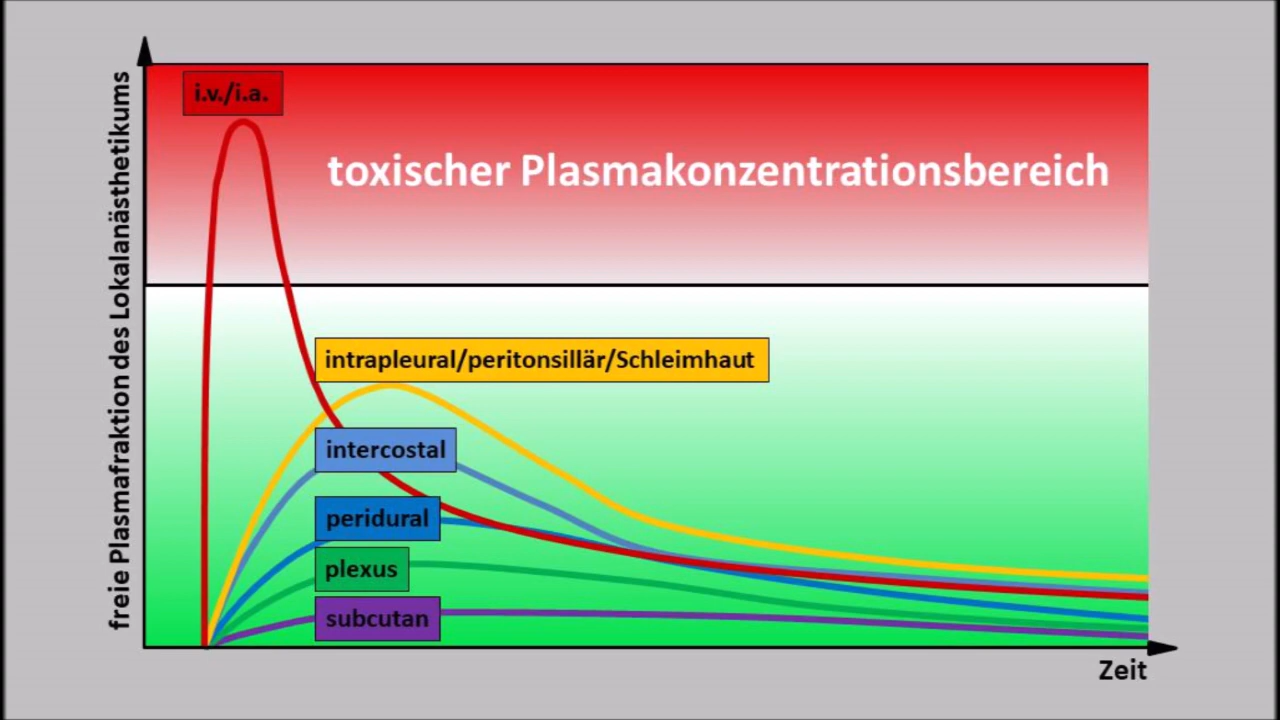 freie Plasmafraktion des Lokalanästhetikums
i.v./i.a.
toxischer Plasmakonzentrationsbereich
intrapleural/peritonsillär/Schleimhaut
intercostal
peridural
plexus
subcutan
Zeit